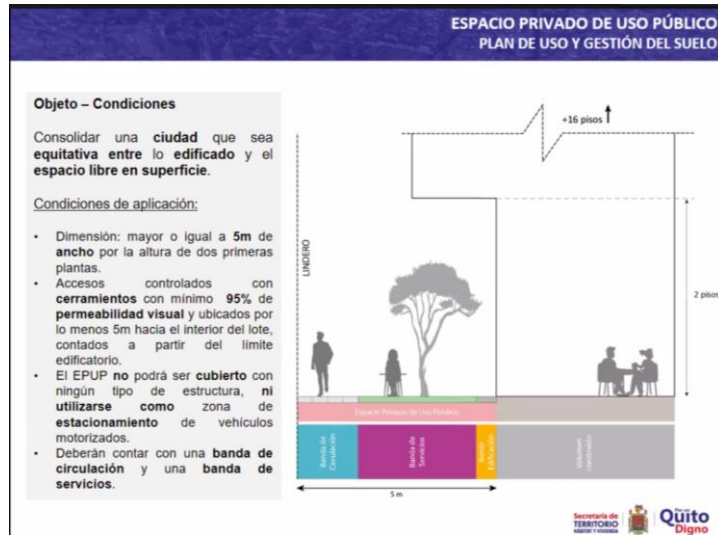 ESPACIO PRIVADO DE USO PÚBLICO
PLAN DE USO Y GESTIÓN DEL SUELO
Objeto – Condiciones
Consolidar una ciudad que sea
equitativa entre lo edificado y el
espacio libre en superficie.
Condiciones de aplicación:
• Dimensión: mayor o igual a 5m de
ancho por la altura de dos primeras
plantas.
• Accesos controlados con
cerramientos con mínimo 95% de
permeabilidad visual y ubicados por
lo menos 5m hacia el interior del lote,
contados a partir del límite
edificatorio.
• El EPUP no podrá ser cubierto con
ningún tipo de estructura, ni
utilizarse como zona de
estacionamiento de vehículos
motorizados.
• Deberán contar con una banda de
circulación y una banda de
servicios.
+16 pisos
LINDERO
2 pisos
Espacio Privado de Uso Público
Banda de
Circulación
Banda de
Servicios
Banda
Edificación
Volumen
construido
5 m
Secretaría de
TERRITORIO
HÁBITAT Y VIVIENDA
Quito
Digno